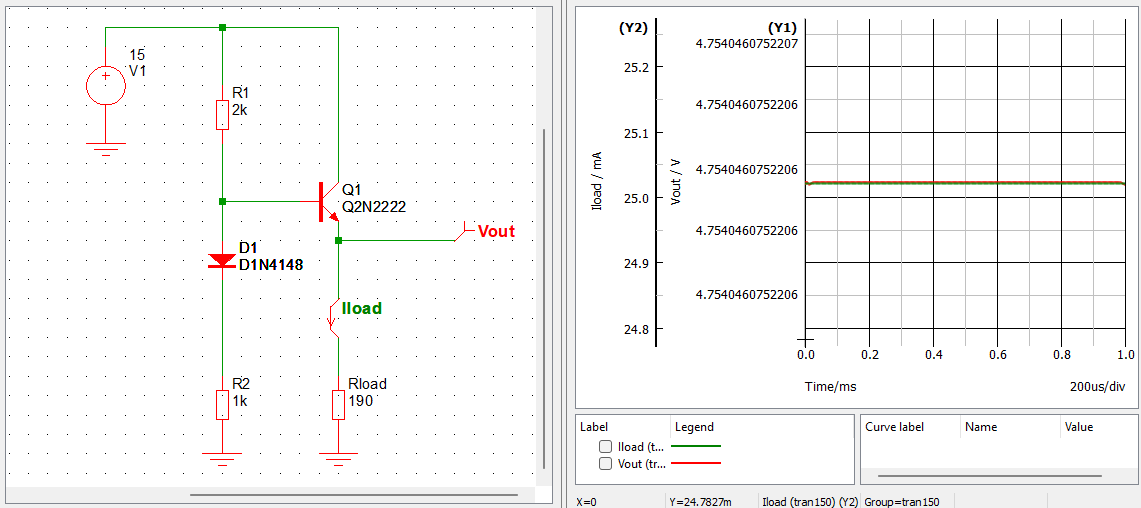 15
V1
R1
2k
Q1
Q2N2222
Vout
D1
D1N4148
Iload
R2
1k
Rload
190
(Y2)
(Y1)
4.7540460752207
25.2
4.7540460752206
25.1
Iload / mA
Vout / V
4.7540460752206
25.0
4.7540460752206
24.9
4.7540460752206
24.8
0.0 0.2 0.4 0.6 0.8 1.0
Time/ms 200us/div
Label Legend
Iload (t...
Vout (tr...
Curve label Name Value
X=0 Y=24.7827m Iload (tran150) (Y2) Group=tran150